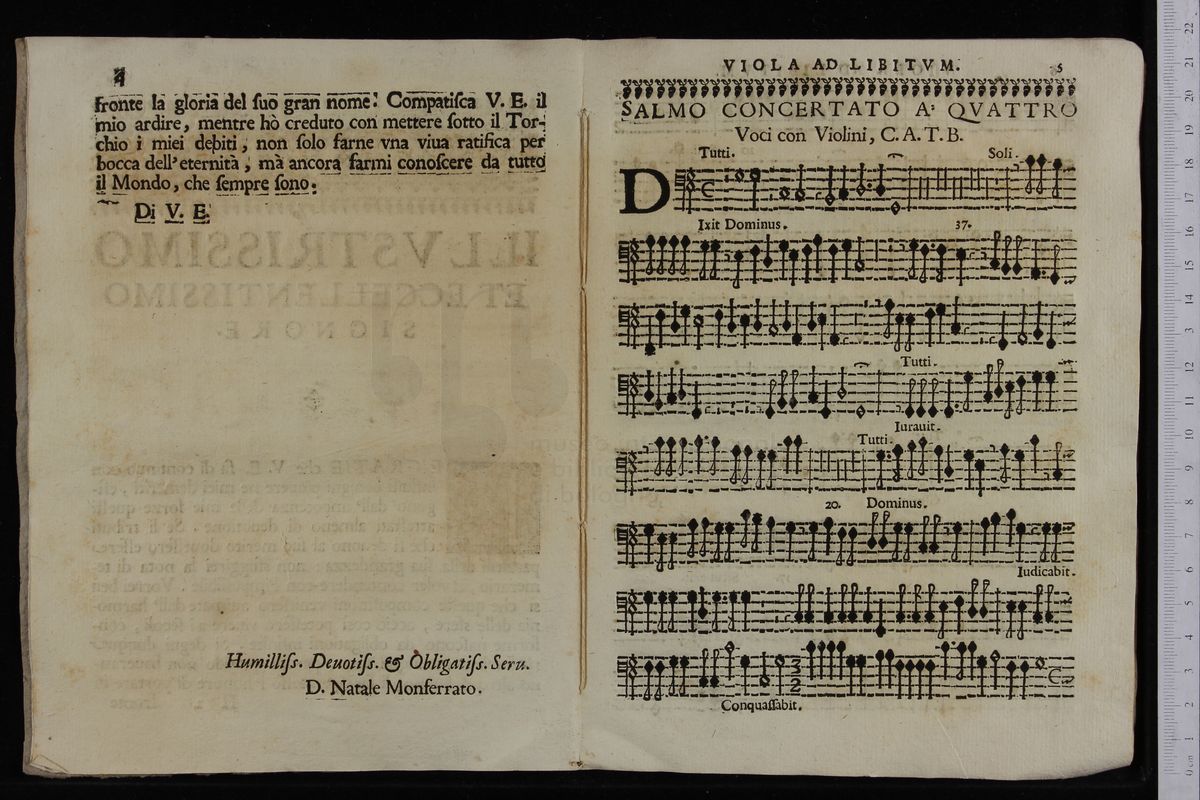 4
fronte la gloria del ſuo gran nome! Compatiſca V. E. il
mio ardire, mentre hò creduto con mettere ſotto il Tor-
chio i miei debiti, non ſolo farne vna viua ratifica per
bocca dell'eternità, mà ancora farmi conoſcere da tutto
il Mondo, che ſempre ſono:
Di V. E.
Humiliſs. Deuotiſs. & Obligatiſs. Seru.
D. Natale Monferrato.
VIOLA AD LIBITVM. 5
SALMO CONCERTATO A: QVATTRO
Voci con Violini, C. A. T. B.
Tutti. Soli.
D
Ixit Dominus. 37.
Tutti.
Iurauit.
Tutti.
20. Dominus.
Iudicabit.
3
2
Conquaſſabit.